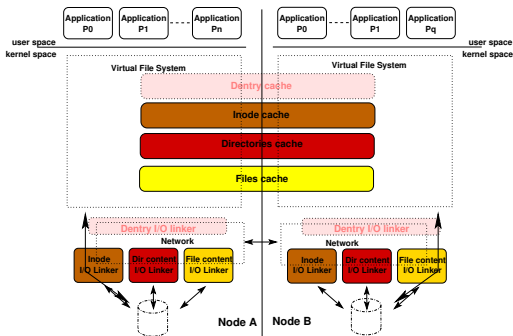 Application Application Application Application Application Application
P0 P1 Pn P0 P1 Pq
user space user space
kernel space kernel space
Virtual File System Virtual File System
Dentry cache
Inode cache
Directories cache
Files cache
Dentry I/O linker Dentry I/O linker
Network Network
Inode Dir content File content Inode Dir content File content
I/O Linker I/O Linker I/O Linker I/O Linker I/O Linker I/O Linker
Node A Node B